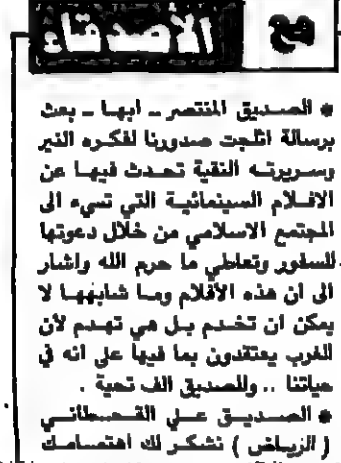 مع
الأصدقاء
* الصديق المنتصر ــ ابها ــ بعث
برسالة اثلجت صدورنا لفكره النير
وسريرته النقية تحدث فيها عن
الافلام السينمائية التي تسيء الى
المجتمع الاسلامي من خلال دعوتها
للسفور وتعاطي ما حرم الله واشار
الى ان هذه الأفلام وما شابهها لا
يمكن ان تخدم بل هي تهدم لأن
الغرب يعتقدون بما فيها على انه في
حياتنا .. وللصديق الف تحية .
* الصديق علي القحطاني
( الرياض ) نشكر لك اهتمامك